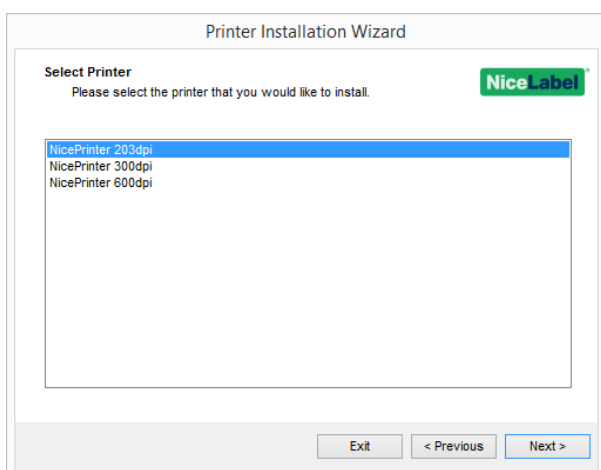 Printer Installation Wizard
Select Printer
Please select the printer that you would like to install.
NiceLabel
NicePrinter 203dpi
NicePrinter 300dpi
NicePrinter 600dpi
Exit
< Previous
Next >